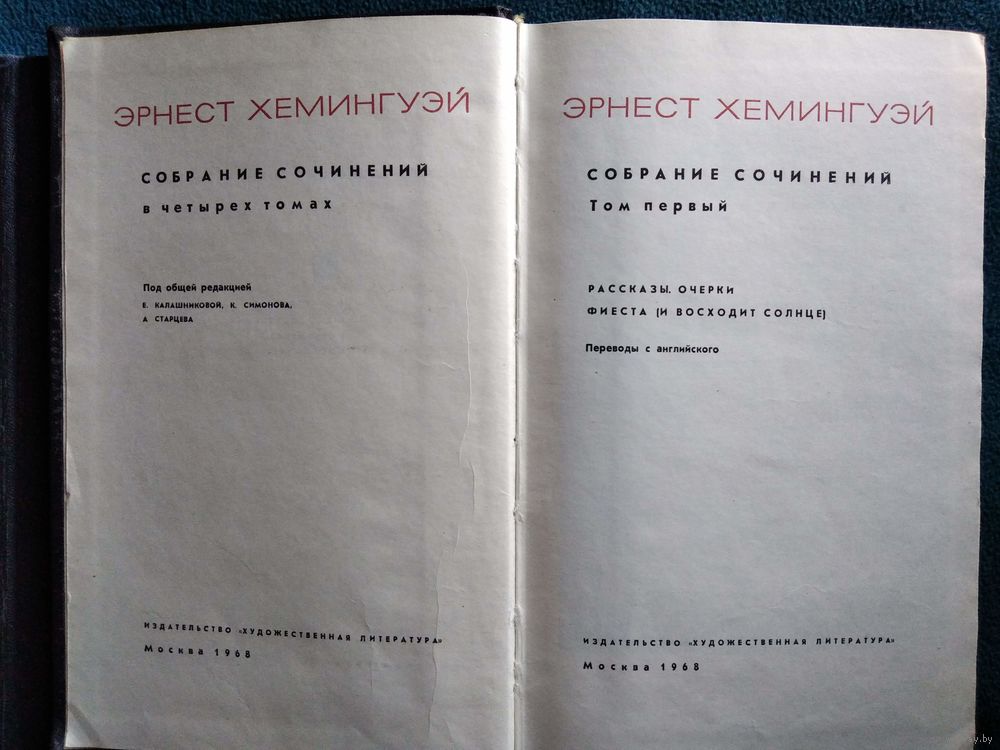 ЭРНЕСТ ХЕМИНГУЭЙ
СОБРАНИЕ СОЧИНЕНИЙ
в четырех томах
Под общей редакцией
Е. КАЛАШНИКОВОЙ, К. СИМОНОВА,
А СТАРЦЕВА
ИЗДАТЕЛЬСТВО «ХУДОЖЕСТВЕННАЯ ЛИТЕРАТУРА»
Москва 1968
ЭРНЕСТ ХЕМИНГУЭЙ
СОБРАНИЕ СОЧИНЕНИЙ
Том первый
РАССКАЗЫ. ОЧЕРКИ
ФИЕСТА (И ВОСХОДИТ СОЛНЦЕ)
Переводы с английского
ИЗДАТЕЛЬСТВО «ХУДОЖЕСТВЕННАЯ ЛИТЕРАТУРА»
Москва 1968